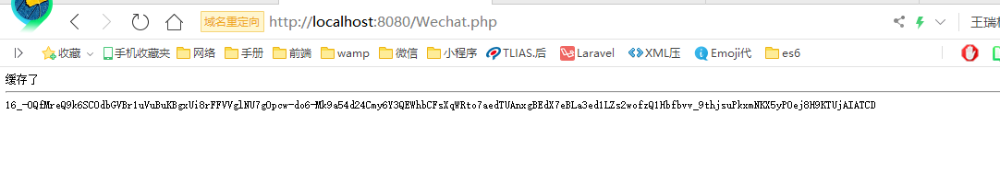 域名重定向 http://localhost:8080/Wechat.php 王瑞
收藏 手机收藏夹 网络 手册 前端 wamp 微信 小程序 TLIAS.后 Laravel XML压 Emoji代 es6
缓存了
16_-OQfMreQ9k6SCOdbGVBr1uVuBuKBgxUi8rFFVVglNU7gOpcw-do6-Mk9a54d24Cmy6Y3QEWhbCFsXqWRto7aedTUAnxgBEdX7eBLa3ed1LZs2wofzQ1Hbfbvv_9thjsuPkxmNKX5yPOej8H9KTUjAIATCD